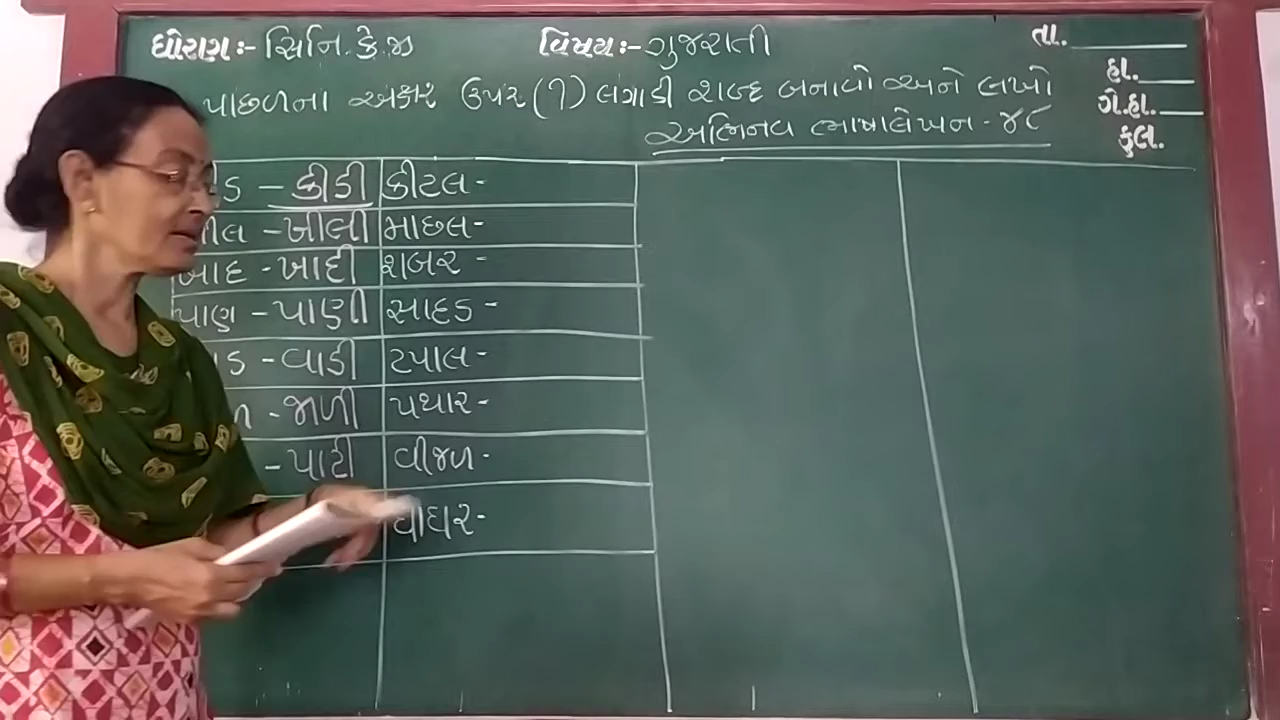 ધોરણઃ- સિનિ.કે.જી વિષયઃ- ગુજરાતી તા.
હા.
પાછળના અક્ષર ઉપર (ી) લગાડી શબ્દ બનાવો અને લખો
ગે.હા.
અભિનવ ભાષાલેખન - ૪૮
કુલ.
ડ - કીડી કીટલ-
ીલ - ખીલી માછલ-
ખાદ - ખાદી શબર -
પાણ - પાણી સાદડ -
ડ - વાડી ટપાલ-
- જાળી પથાર-
- પાટી વીજળ-
ઘાઘર-